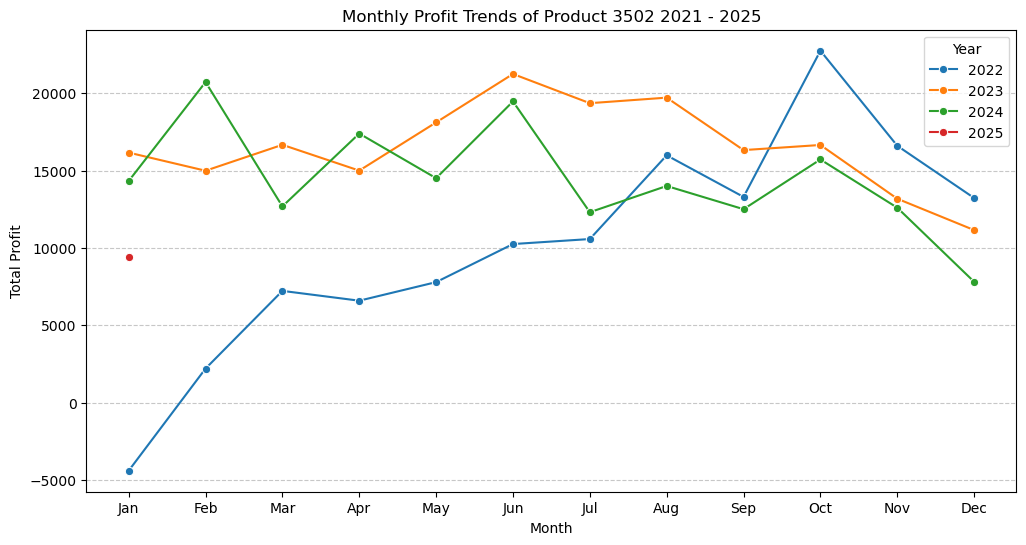 Monthly Profit Trends of Product 3502 2021 - 2025
Year
2022
2023
2024
2025
Total Profit
20000
15000
10000
5000
0
−5000
Jan Feb Mar Apr May Jun Jul Aug Sep Oct Nov Dec
Month